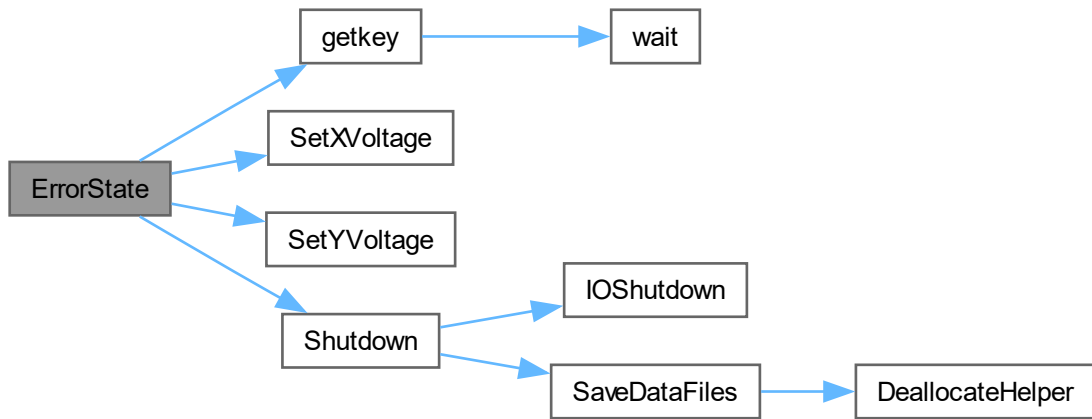 getkey
wait
SetXVoltage
ErrorState
SetYVoltage
IOShutdown
Shutdown
SaveDataFiles
DeallocateHelper